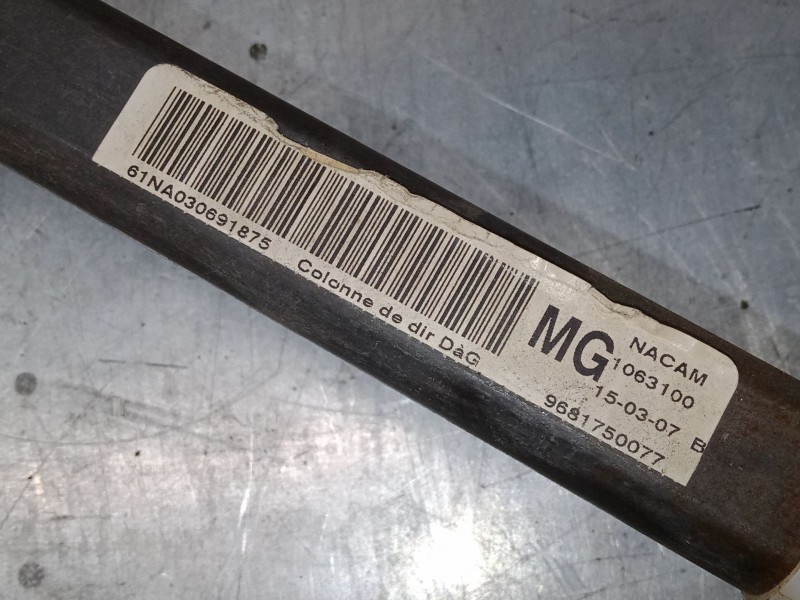 61NA030691875 Colonne de dir DàG
MG
NACAM
1063100
15-03-07 B
9681750077